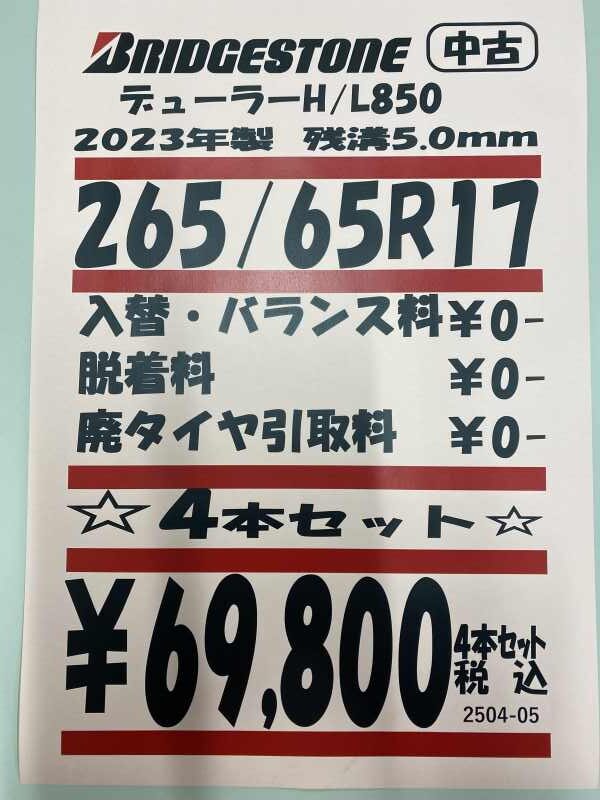 BRIDGESTONE 中古
デューラーH/L850
2023年製 残溝5.0mm
265/65R17
入替・バランス料¥0-
脱着料 ¥0-
廃タイヤ引取料 ¥0-
☆4本セット☆
¥69,800 4本セット
税込
2504-05